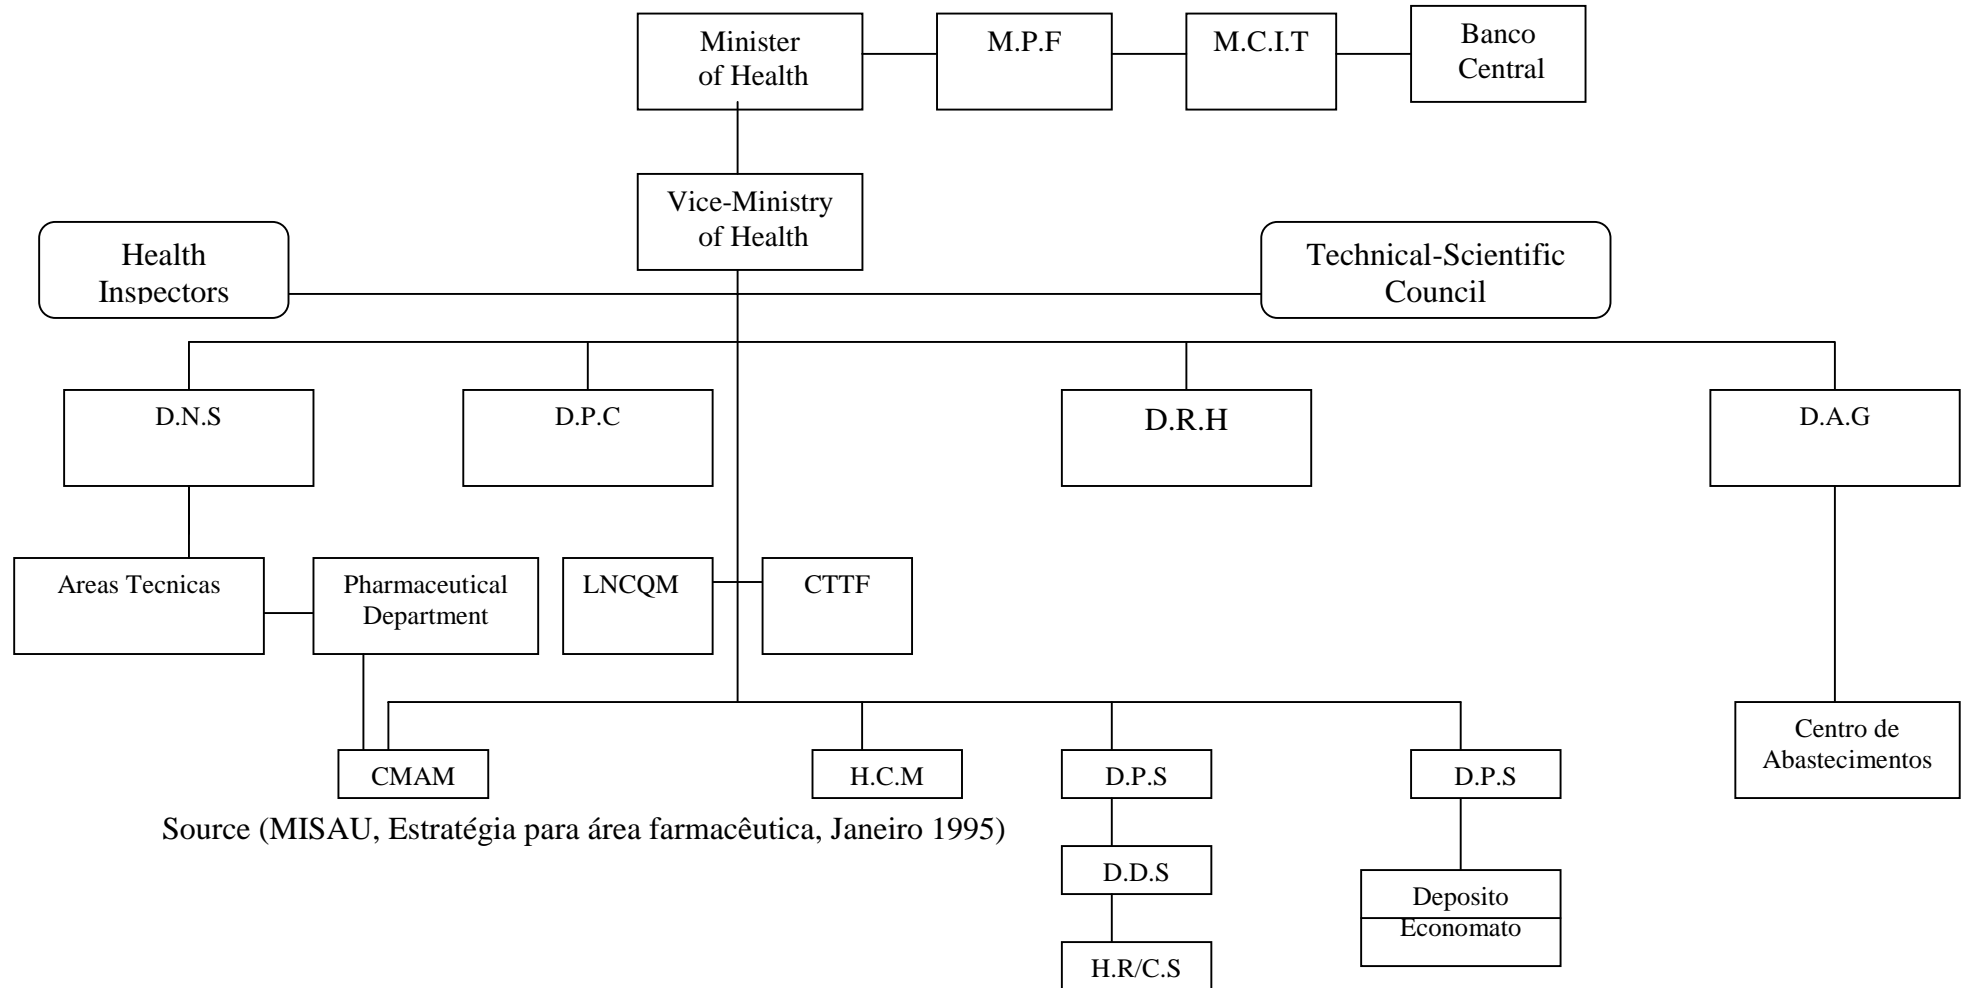 Minister
of Health
M.P.F
M.C.I.T
Banco
Central
Vice-Ministry
of Health
Health
Inspectors
Technical-Scientific
Council
D.N.S
D.P.C
D.R.H
D.A.G
Areas Tecnicas
Pharmaceutical
Department
LNCQM
CTTF
Centro de
Abastecimentos
CMAM
H.C.M
D.P.S
D.P.S
Source (MISAU, Estratégia para área farmacêutica, Janeiro 1995)
D.D.S
Deposito
Economato
H.R/C.S